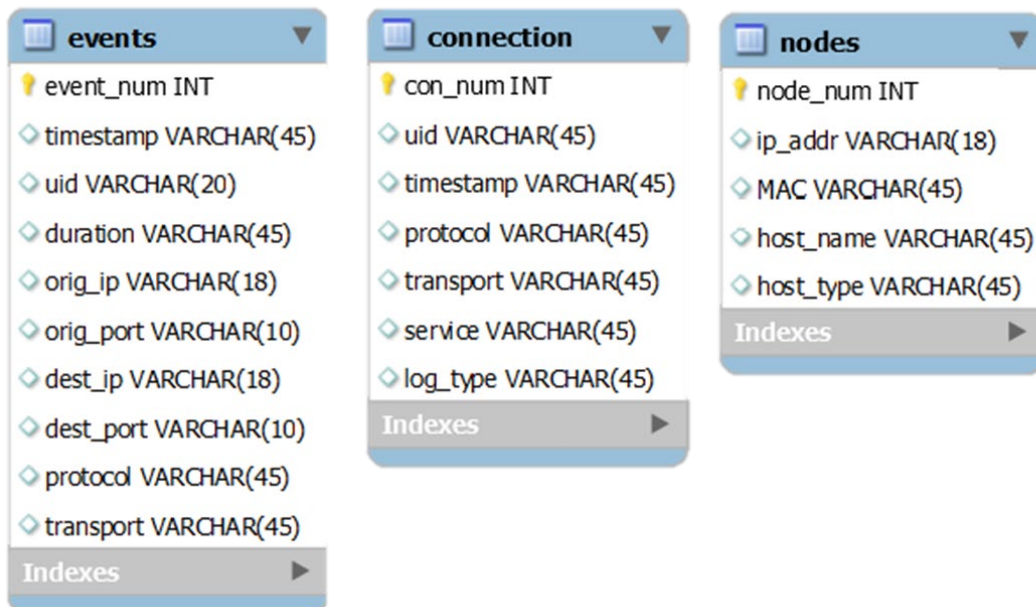 events
event_num INT
timestamp VARCHAR(45)
uid VARCHAR(20)
duration VARCHAR(45)
orig_ip VARCHAR(18)
orig_port VARCHAR(10)
dest_ip VARCHAR(18)
dest_port VARCHAR(10)
protocol VARCHAR(45)
transport VARCHAR(45)
Indexes
connection
con_num INT
uid VARCHAR(45)
timestamp VARCHAR(45)
protocol VARCHAR(45)
transport VARCHAR(45)
service VARCHAR(45)
log_type VARCHAR(45)
Indexes
nodes
node_num INT
ip_addr VARCHAR(18)
MAC VARCHAR(45)
host_name VARCHAR(45)
host_type VARCHAR(45)
Indexes